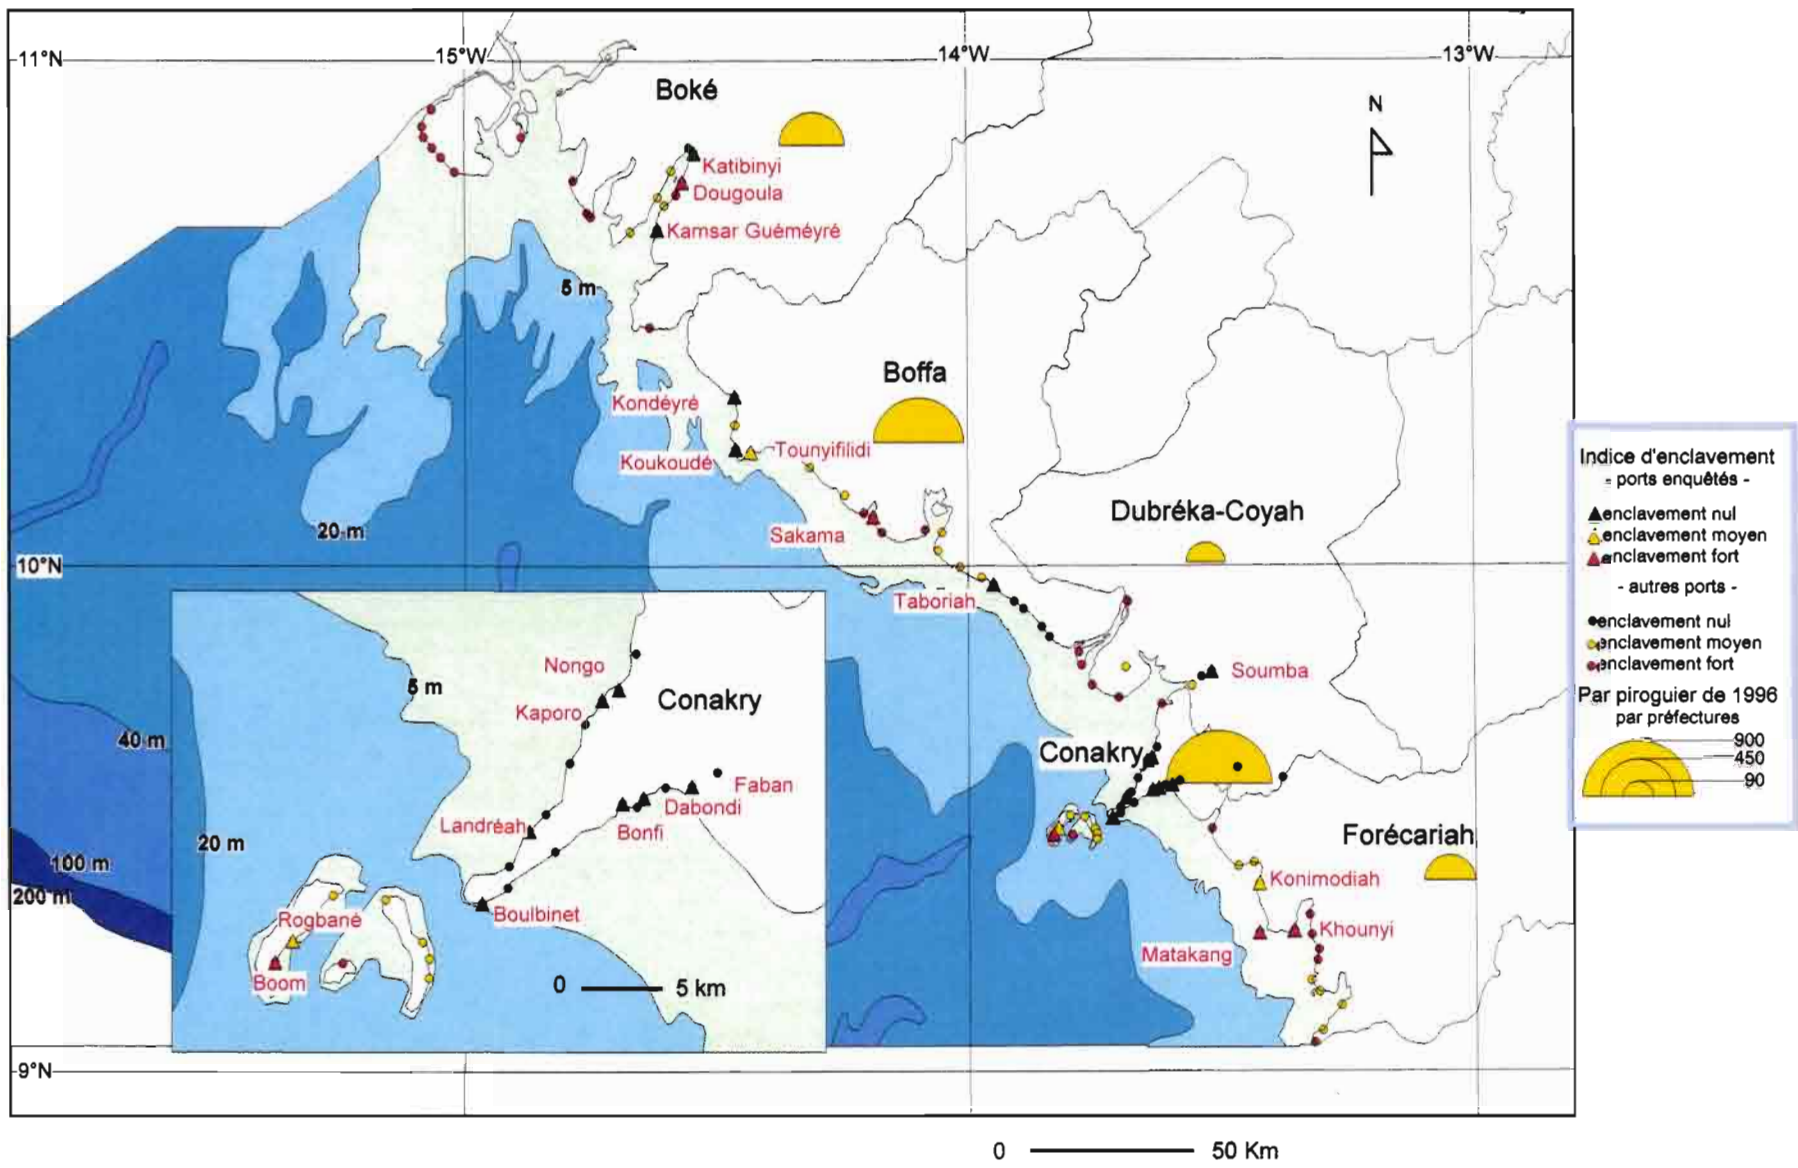 11°N
15°W
14°W
13°W
Boké
N
Katibinyi
Dougoula
Kamsar Guéméyré
5 m
Boffa
Kondéyré
Tounyifilidi
Koukoudé
Indice d'enclavement
- ports enquêtés -
enclavement nul
enclavement moyen
enclavement fort
- autres ports -
enclavement nul
enclavement moyen
enclavement fort
Par piroguier de 1996
par préfectures
900
450
90
Dubréka-Coyah
20 m
Sakama
10°N
Taboriah
Soumba
Nongo
5 m
Kaporo
Conakry
40 m
Conakry
Faban
Dabondi
Landréah
Bonfi
20 m
Forécariah
100 m
200 m
Konimodiah
Boulbinet
Rogbané
Khounyi
Matakang
Boom
0 5 km
9°N
0 50 Km